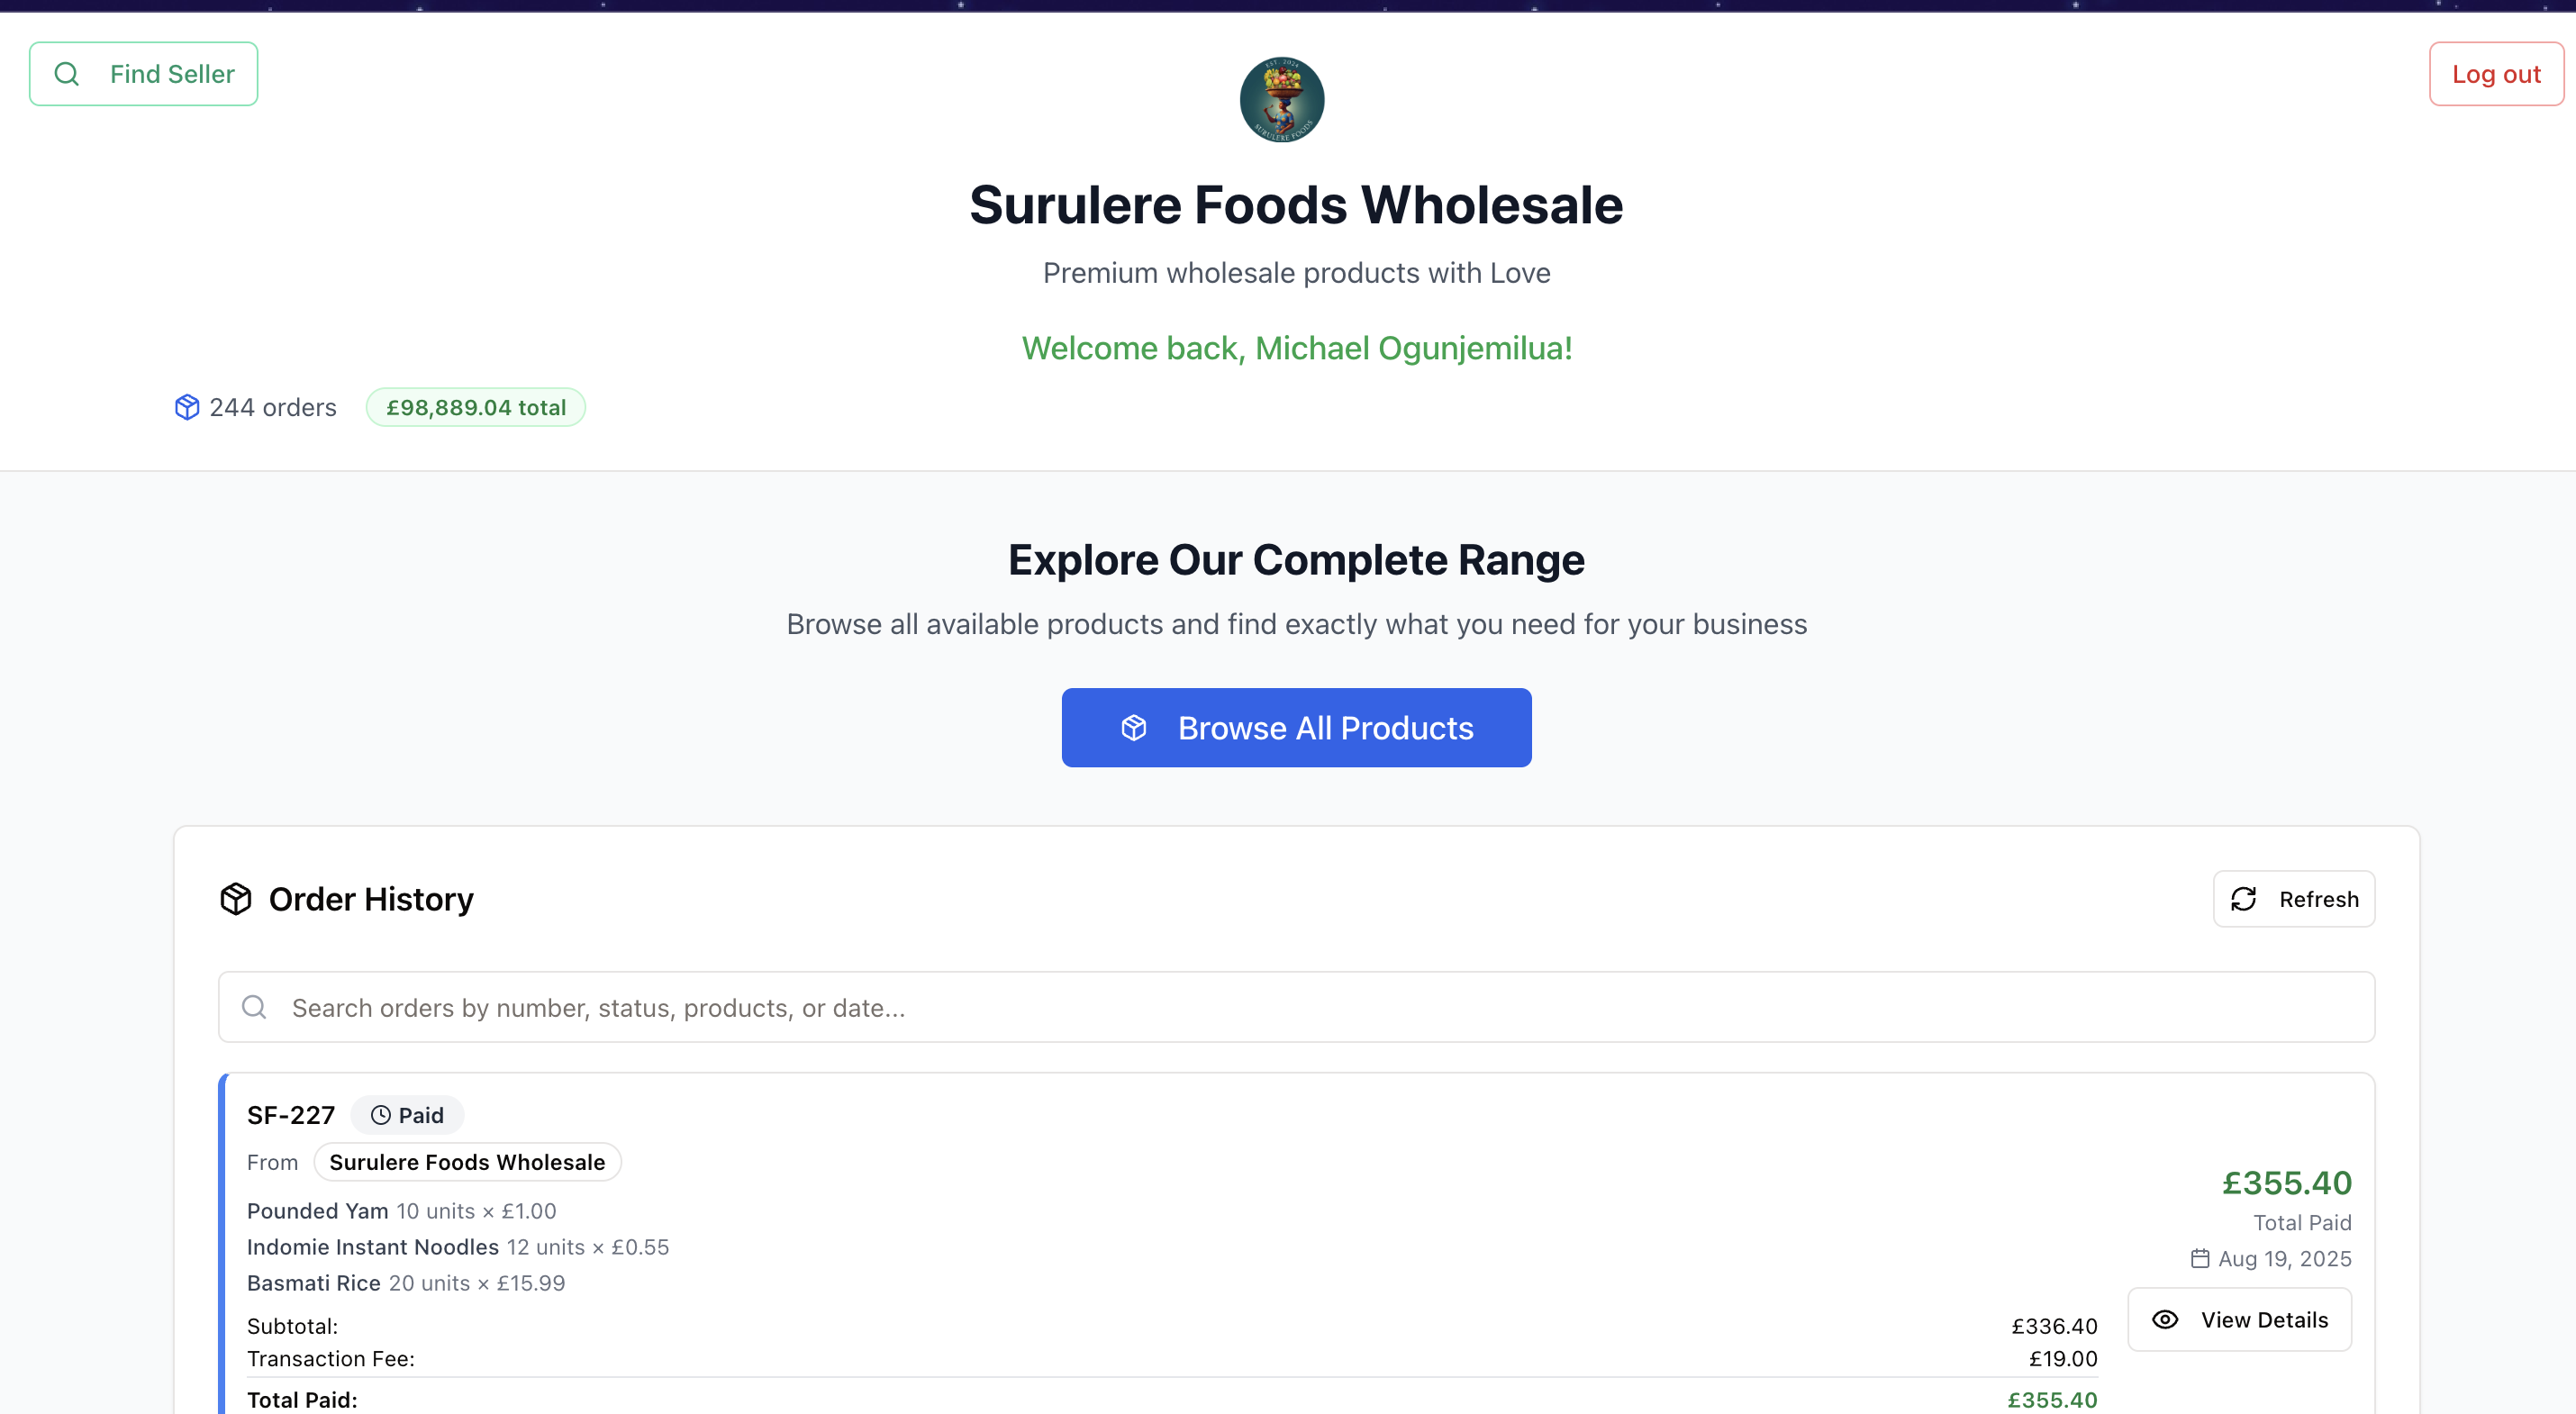 Find Seller
Log out
EST. 2024
SURULERE FOODS
Surulere Foods Wholesale
Premium wholesale products with Love
Welcome back, Michael Ogunjemilua!
244 orders
£98,889.04 total
Explore Our Complete Range
Browse all available products and find exactly what you need for your business
Browse All Products
Order History
Refresh
Search orders by number, status, products, or date...
SF-227 Paid
From Surulere Foods Wholesale
Pounded Yam 10 units × £1.00
Indomie Instant Noodles 12 units × £0.55
Basmati Rice 20 units × £15.99
Subtotal: £336.40
Transaction Fee: £19.00
Total Paid: £355.40
£355.40
Total Paid
Aug 19, 2025
View Details